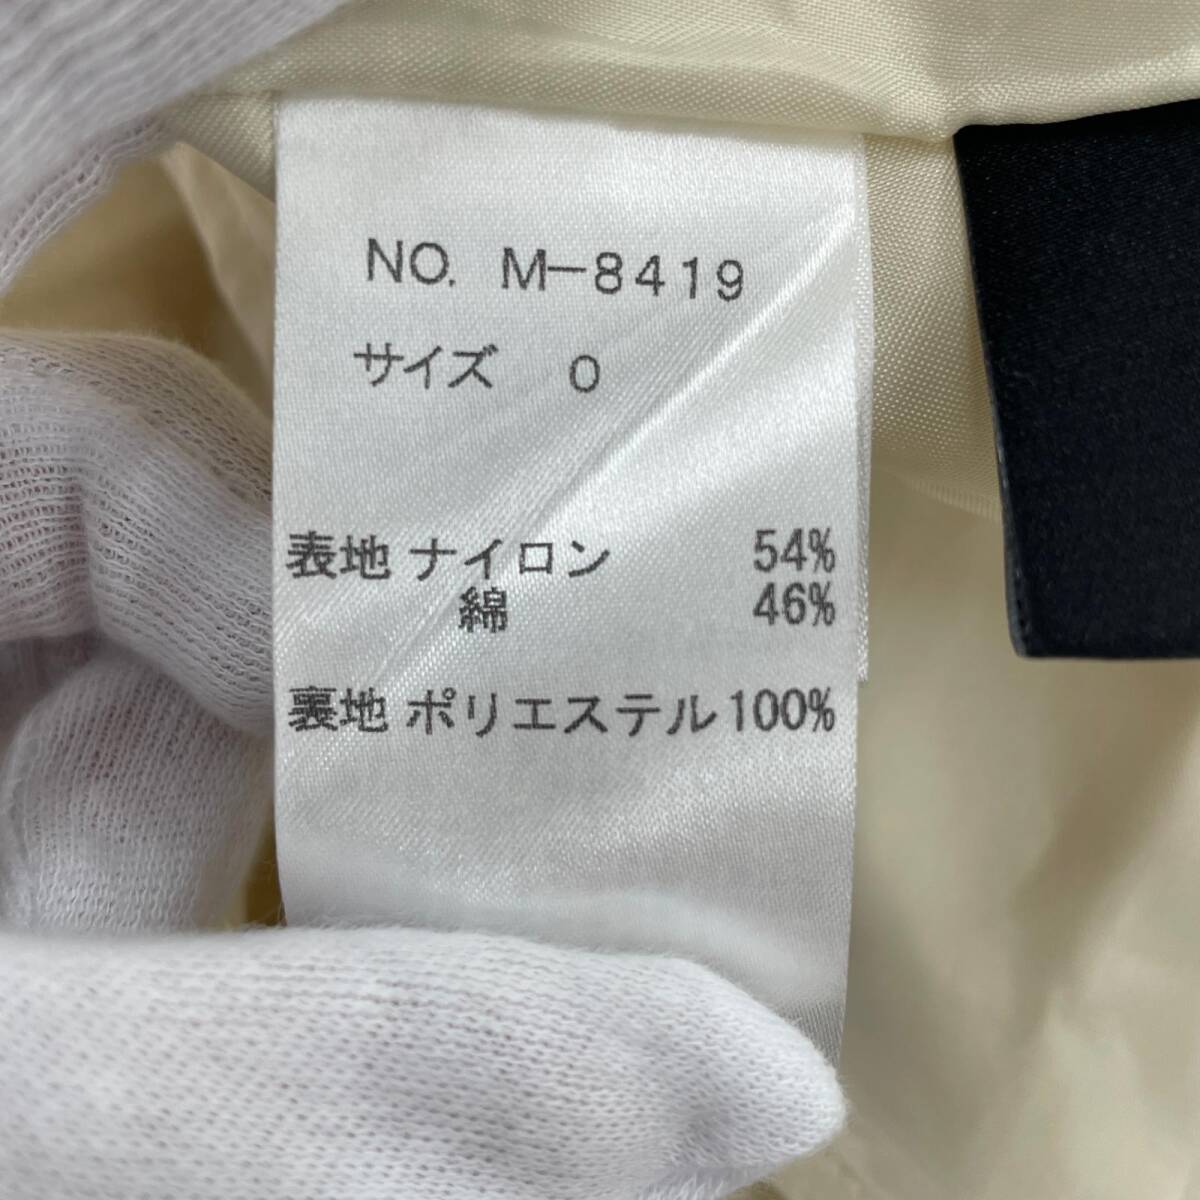 NO. M-8419
サイズ 0
表地 ナイロン 54%
綿 46%
裏地 ポリエステル100%